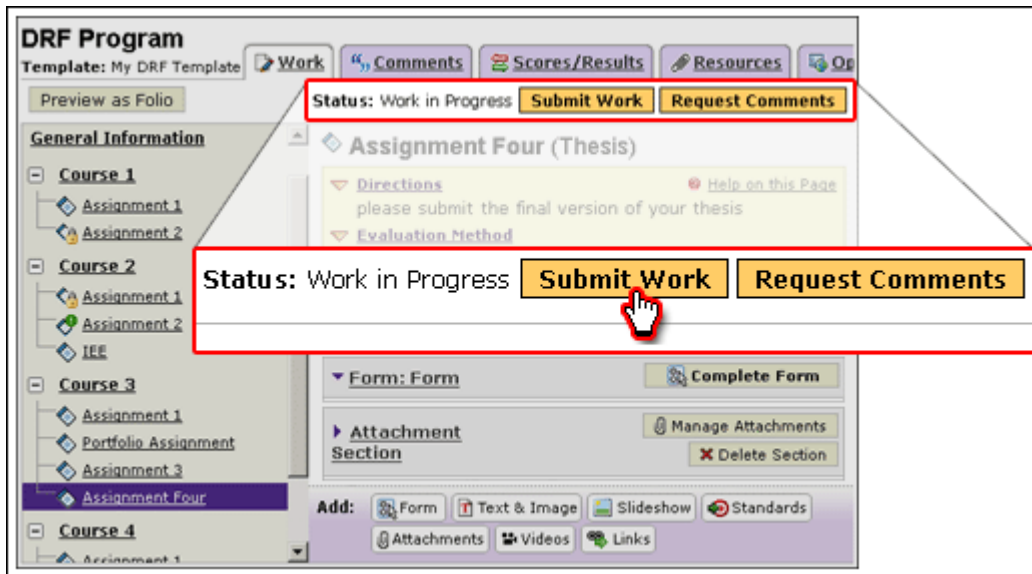 DRF Program
Template: My DRF Template
Work
Comments
Scores/Results
Resources
Preview as Folio
Status: Work in Progress Submit Work Request Comments
General Information
Course 1
Assignment 1
Assignment 2
Course 2
Assignment 1
Assignment 2
IEE
Course 3
Assignment 1
Portfolio Assignment
Assignment 3
Assignment Four
Course 4
Assignment 1
Assignment Four (Thesis)
Directions
Help on this Page
please submit the final version of your thesis
Evaluation Method
Status: Work in Progress Submit Work Request Comments
Form: Form
Complete Form
Attachment
Section
Manage Attachments
Delete Section
Add: Form Text & Image Slideshow Standards
Attachments Videos Links